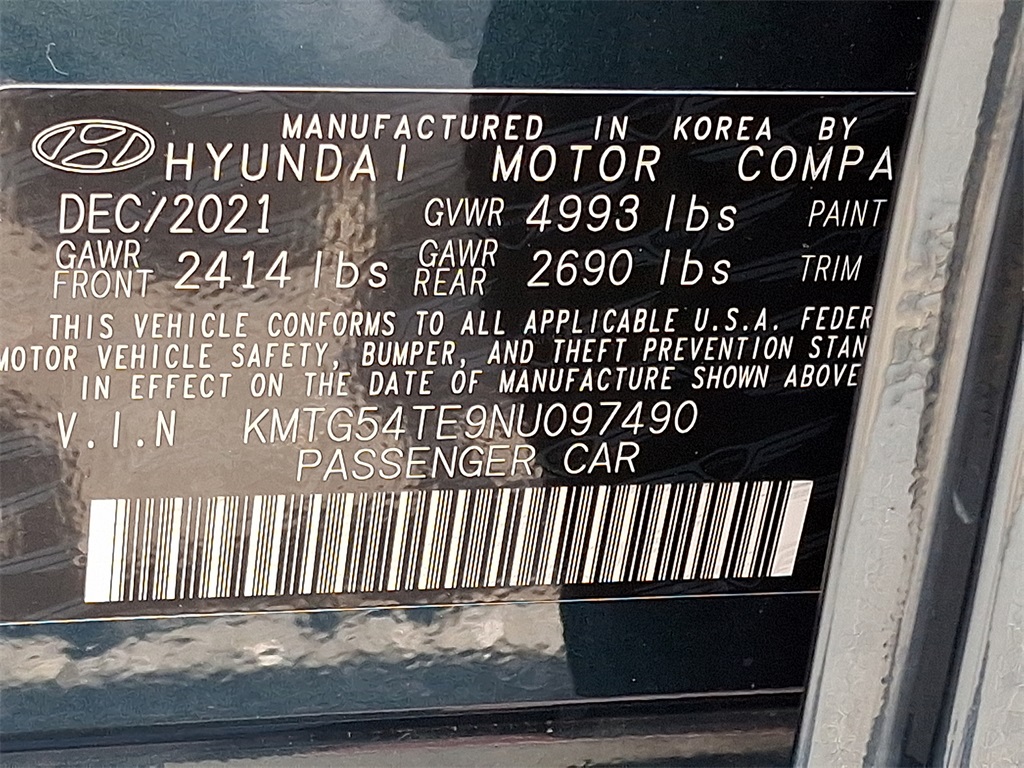 MANUFACTURED IN KOREA BY
HYUNDAI MOTOR COMPA
DEC/2021 GVWR 4993 lbs PAINT
GAWR FRONT 2414 lbs GAWR REAR 2690 lbs TRIM
THIS VEHICLE CONFORMS TO ALL APPLICABLE U.S.A. FEDER
MOTOR VEHICLE SAFETY, BUMPER, AND THEFT PREVENTION STAN
IN EFFECT ON THE DATE OF MANUFACTURE SHOWN ABOVE
V.I.N KMTG54TE9NU097490
PASSENGER CAR